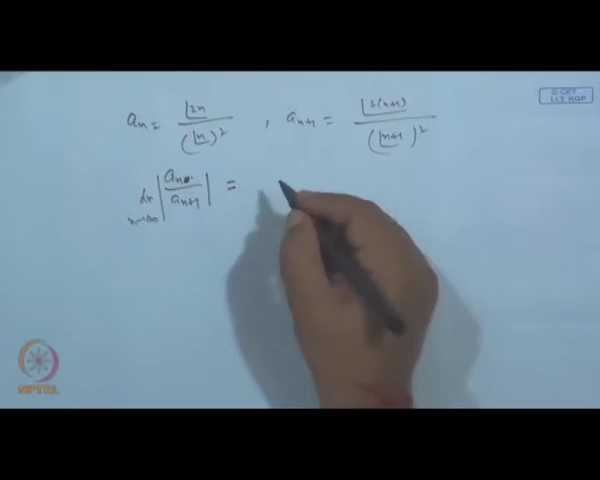 © CET
I.I.T. KGP
aₙ = ⌊2n / (⌊n)² , aₙ₊₁ = ⌊2(n+1) / (⌊n+1)²
lt n→∞ |aₙ / aₙ₊₁| =
NPTEL